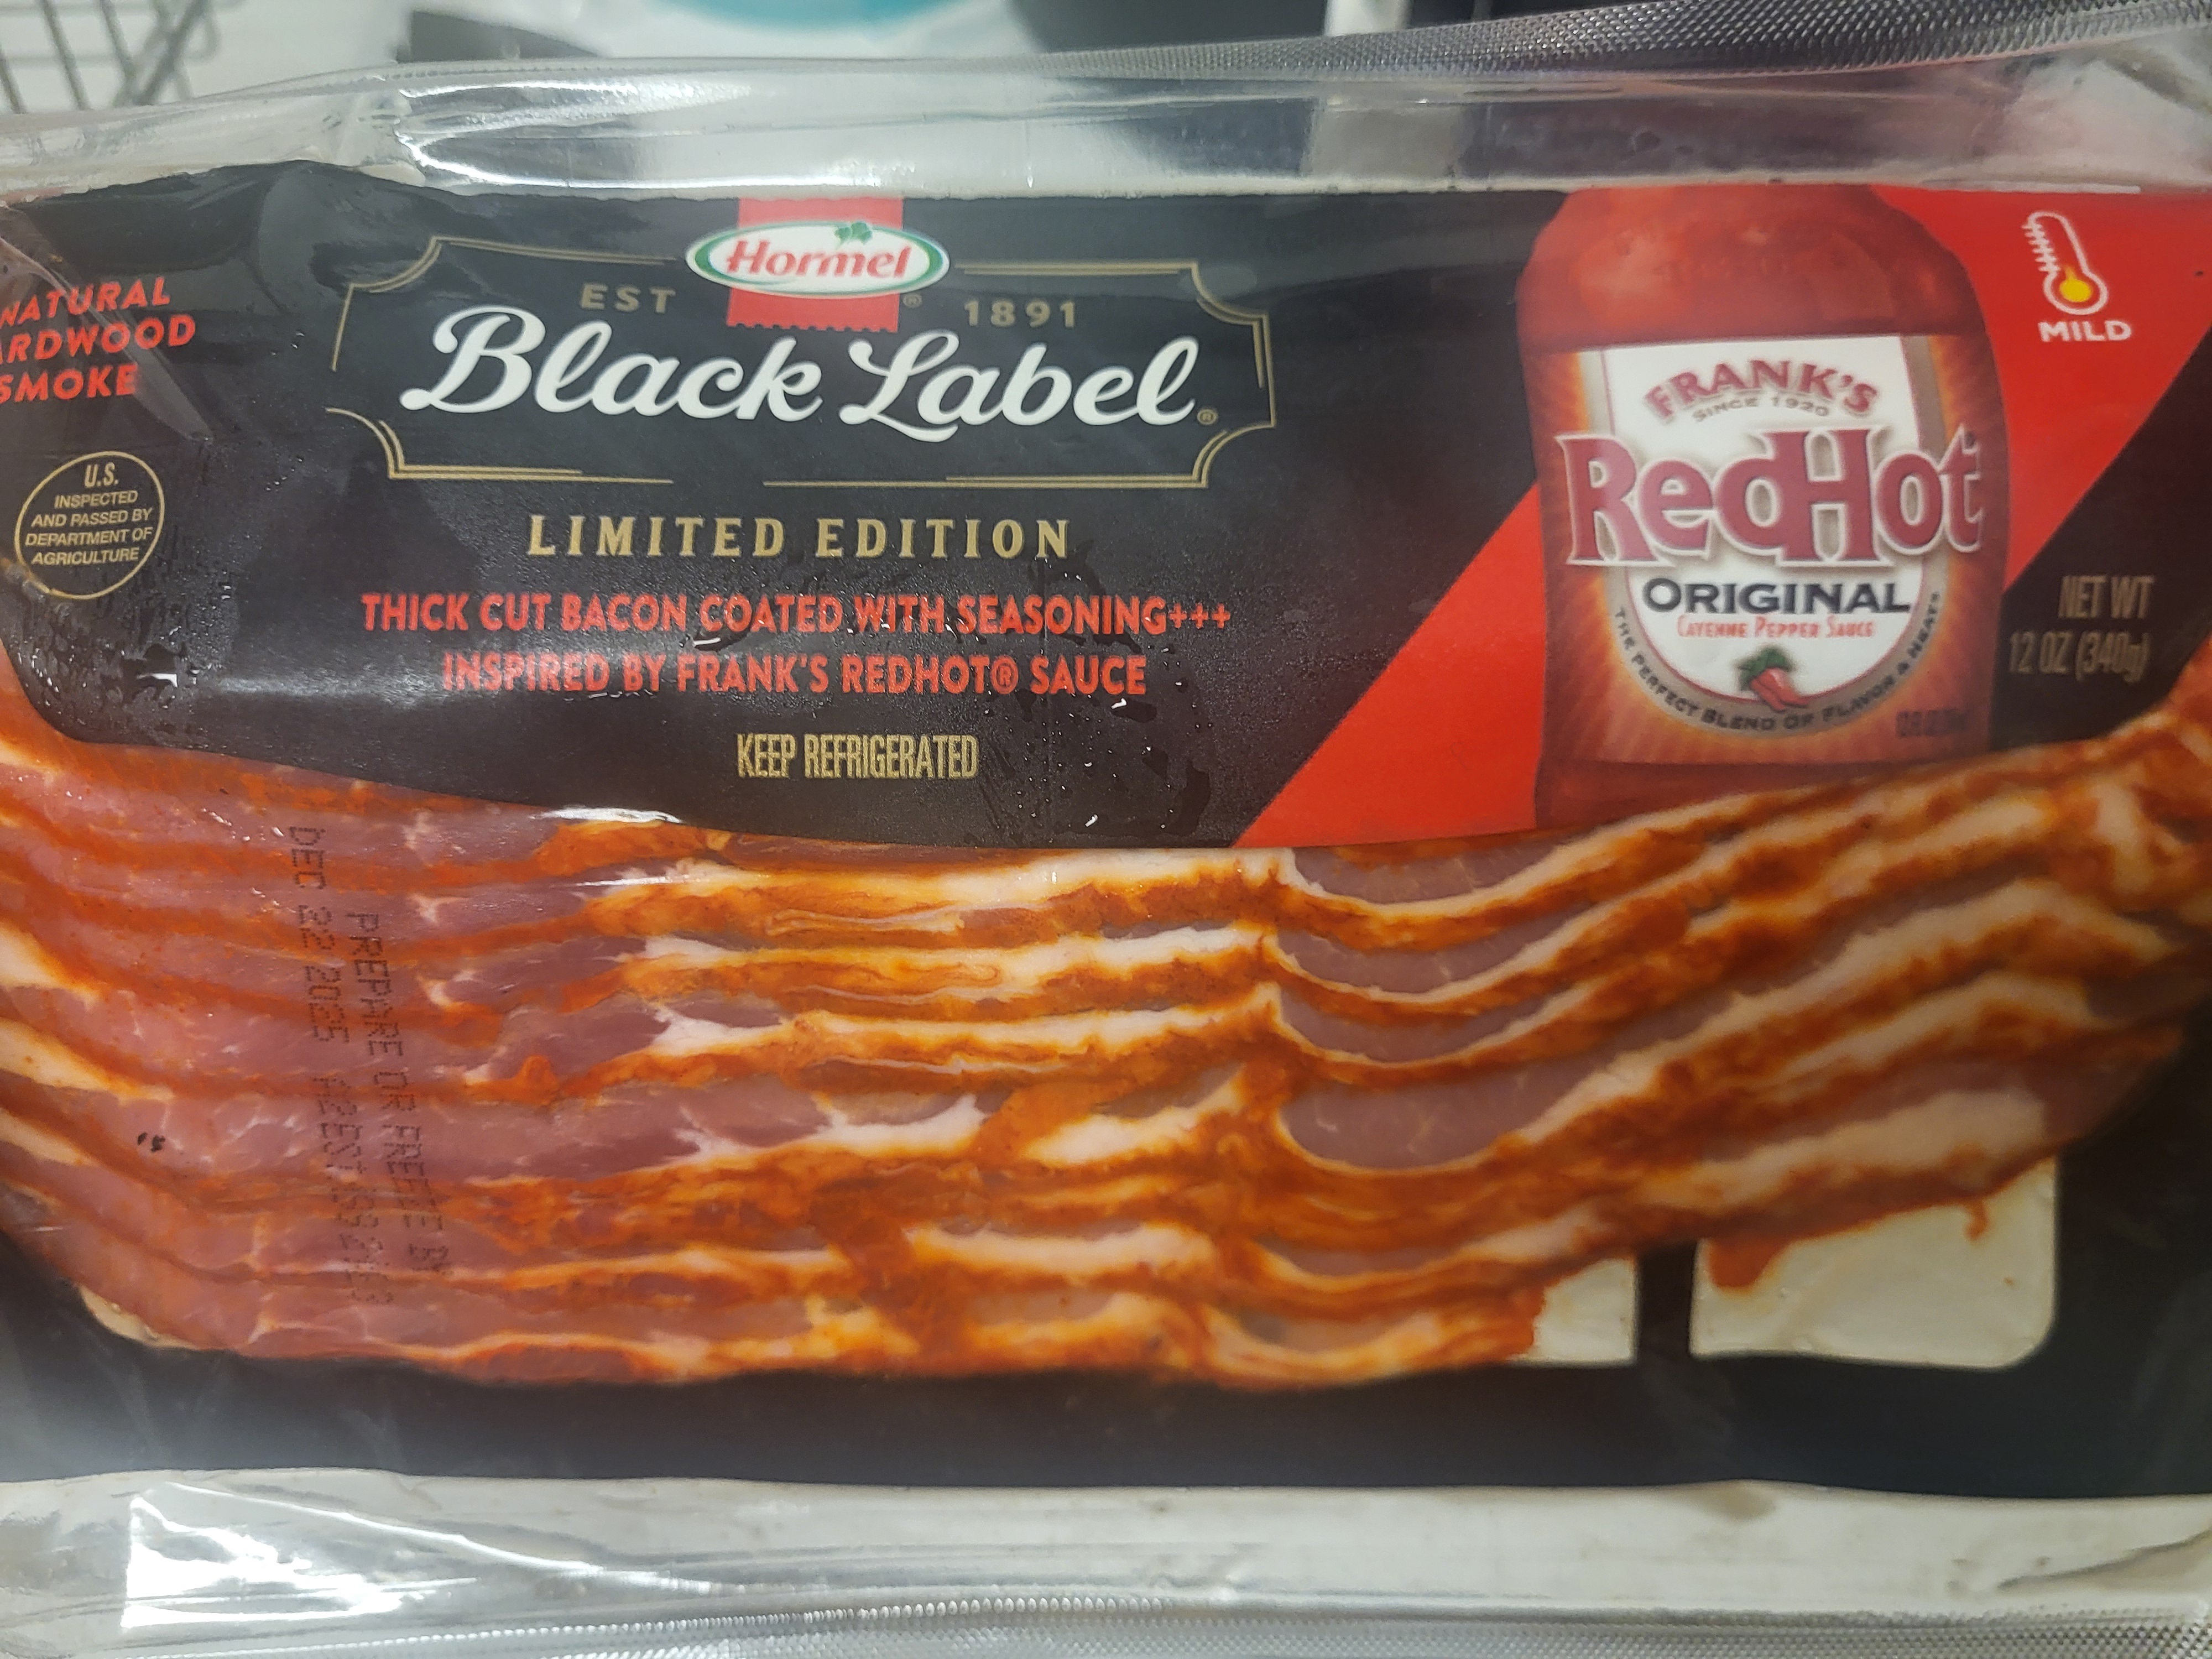 NATURAL
ARDWOOD
SMOKE
U.S.
INSPECTED
AND PASSED BY
DEPARTMENT OF
AGRICULTURE
Hormel®
EST 1891
Black Label®
LIMITED EDITION
THICK CUT BACON COATED WITH SEASONING+++
INSPIRED BY FRANK'S REDHOT® SAUCE
KEEP REFRIGERATED
FRANK'S
SINCE 1920
RedHot®
ORIGINAL
CAYENNE PEPPER SAUCE
THE PERFECT BLEND OF FLAVOR & HEAT
MILD
NET WT
12 OZ (340g)
PREPARE OR FREEZE BY
DEC 22 2025